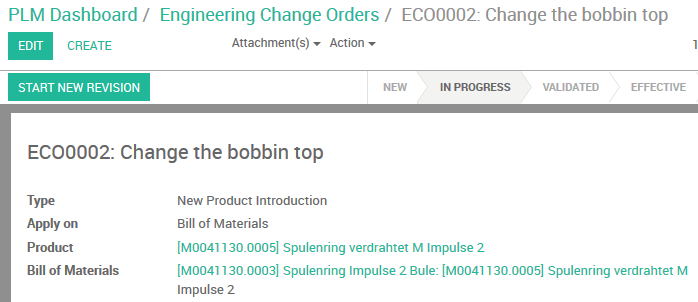 PLM Dashboard / Engineering Change Orders / ECO0002: Change the bobbin top
EDIT CREATE Attachment(s) Action 1
START NEW REVISION NEW IN PROGRESS VALIDATED EFFECTIVE
ECO0002: Change the bobbin top
Type New Product Introduction
Apply on Bill of Materials
Product [M0041130.0005] Spulenring verdrahtet M Impulse 2
Bill of Materials [M0041130.0003] Spulenring Impulse 2 Bule: [M0041130.0005] Spulenring verdrahtet M
Impulse 2